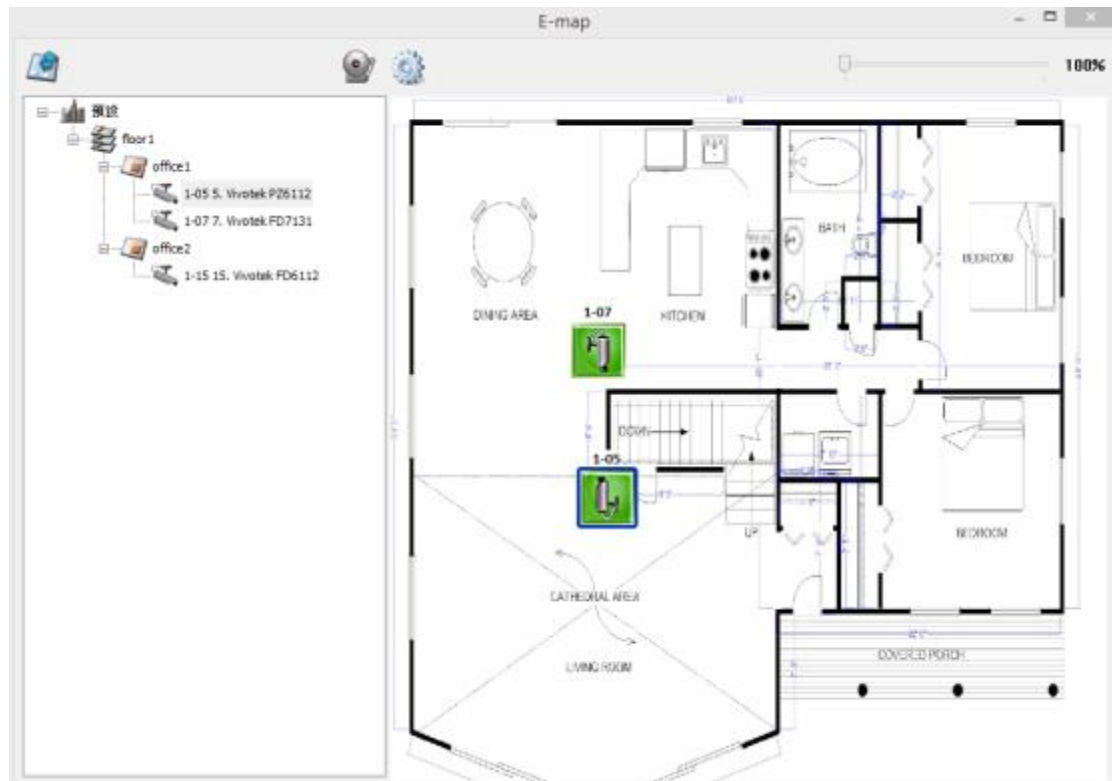 E-map
100%
預設
floor1
office1
1-05 5. Vivotek PZ6112
1-07 7. Vivotek FD7131
office2
1-15 15. Vivotek FD6112
BATH
BEDROOM
DINING AREA
1-07
KITCHEN
DOWN
1-05
UP
BEDROOM
CATHEDRAL AREA
COVERED PORCH
LIVING ROOM